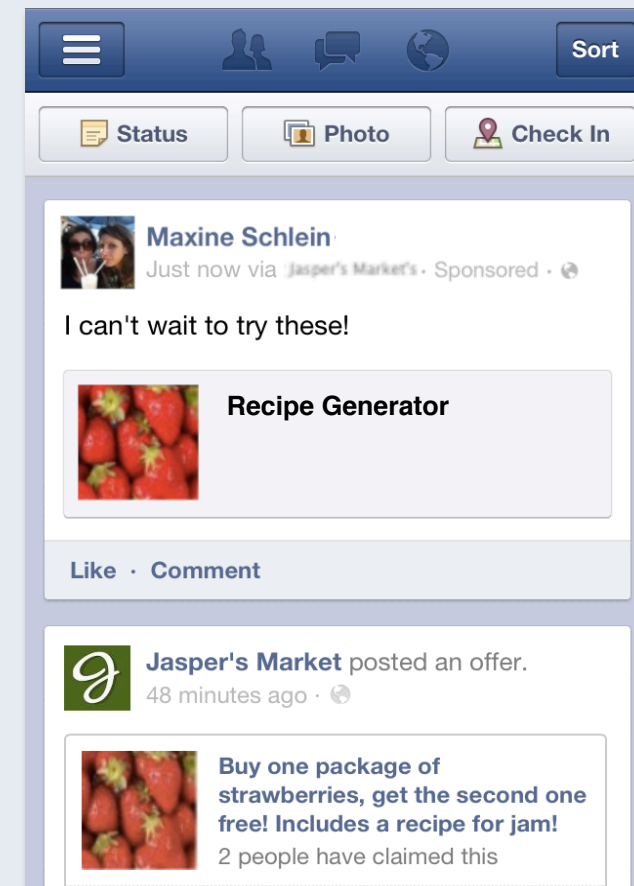 Sort
Status
Photo
Check In
Maxine Schlein
Just now via Jasper's Market's · Sponsored ·
I can't wait to try these!
Recipe Generator
Like · Comment
Jasper's Market posted an offer.
48 minutes ago ·
Buy one package of
strawberries, get the second one
free! Includes a recipe for jam!
2 people have claimed this